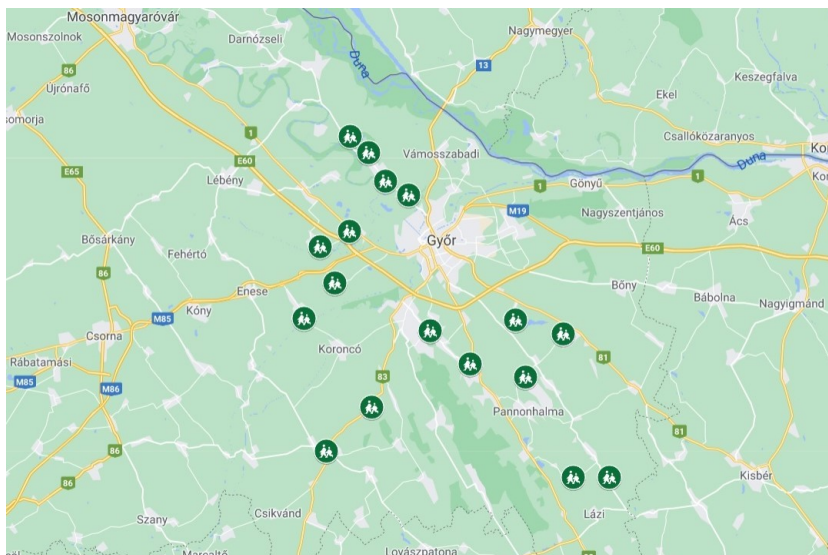 Mosonmagyaróvár
Mosonszolnok
Darnózseli
Nagymegyer
Duna
13
86
Keszegfalva
Újrónafő
Ekel
somorja
1
Csallóközaranyos
Vámosszabadi
E60
Duna
E65
Lébény
Gönyű
1
1
M19
Nagyszentjános
Ács
Bősárkány
Győr
E60
Fehértó
86
Enese
Bőny
Bábolna
Nagyigmánd
Kóny
M85
Csorna
Koroncó
81
Rábatamási
M85
M86
83
Pannonhalma
81
86
Kisbér
86
Szany
Csikvánd
Lázi
Lovászpatona